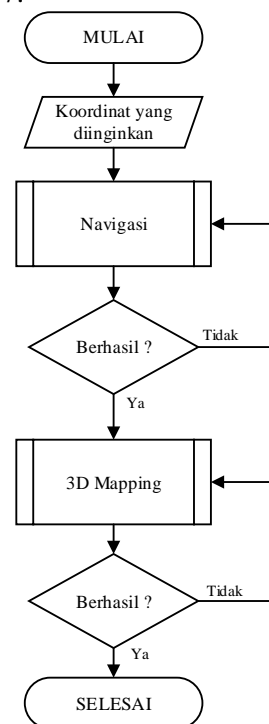 MULAI
Koordinat yang
diinginkan
Navigasi
Berhasil ?
Tidak
Ya
3D Mapping
Berhasil ?
Tidak
Ya
SELESAI